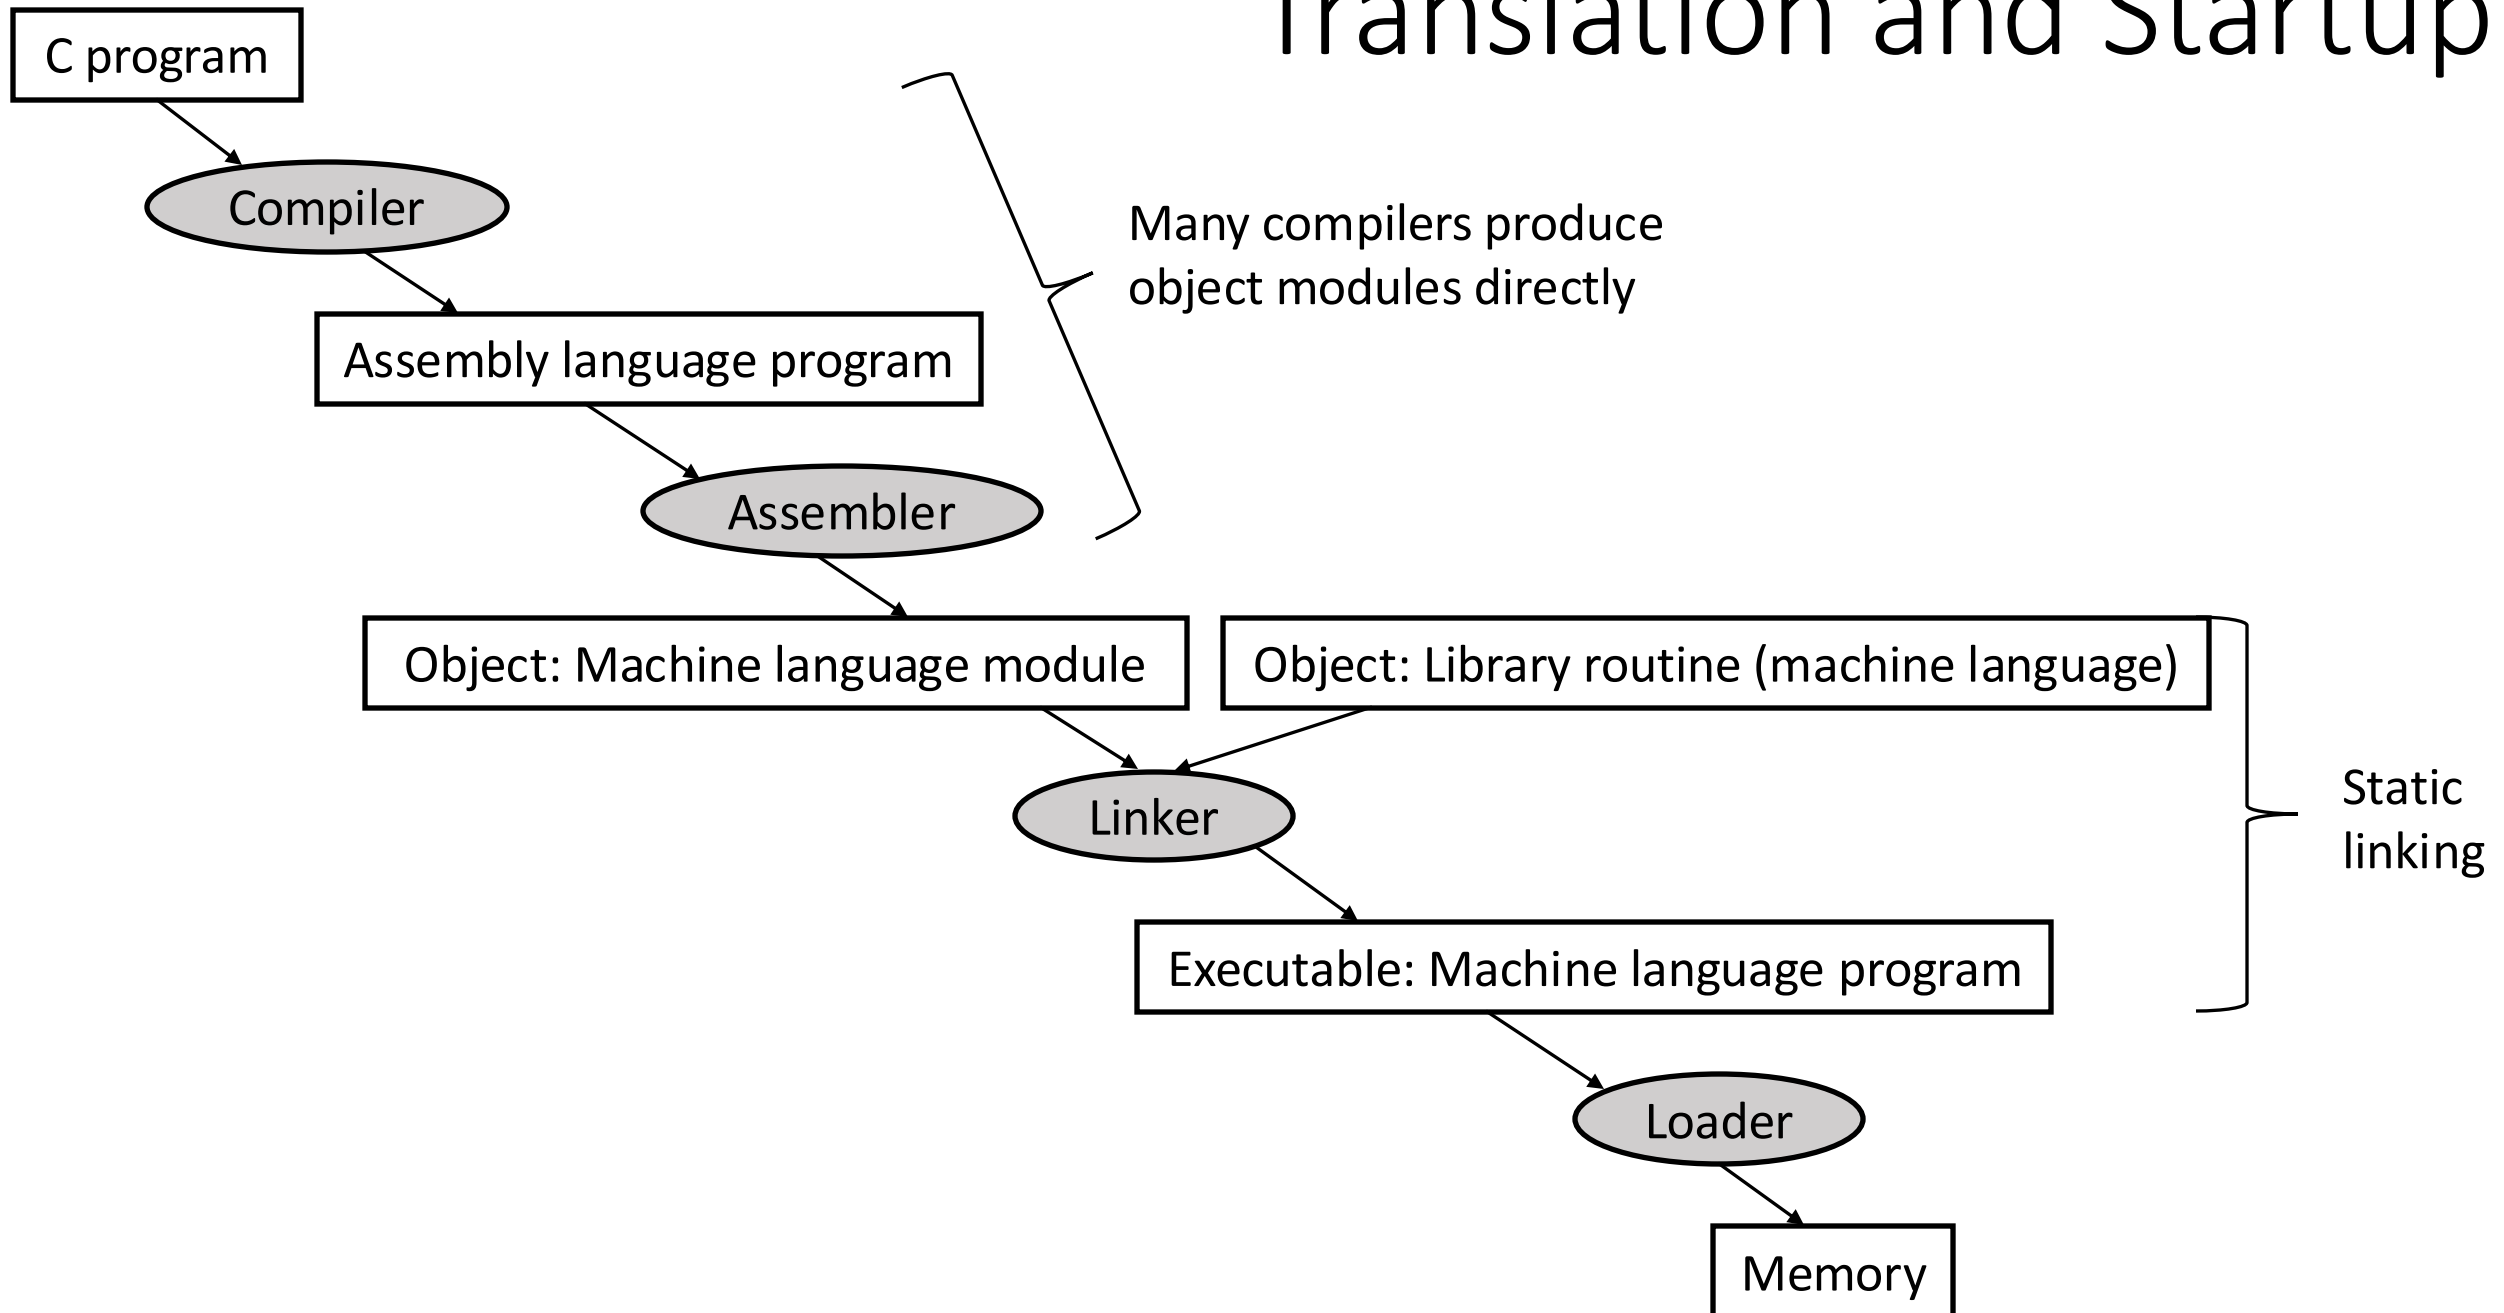 Translation and Startup
C program
Compiler
Many compilers produce
object modules directly
Assembly language program
Assembler
Object: Machine language module
Object: Library routine (machine language)
Static
linking
Linker
Executable: Machine language program
Loader
Memory